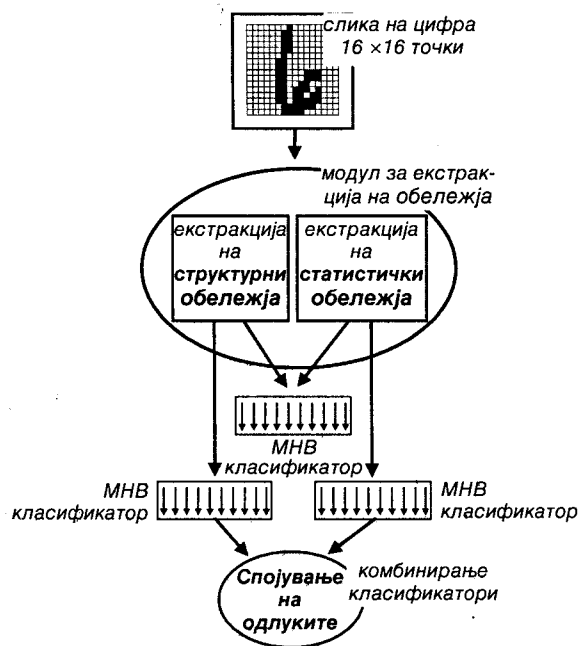 слика на цифра
16 ×16 точки
модул за екстрак-
ција на обележја
екстракција
на
структурни
обележја
екстракција
на
статистички
обележја
МНВ
класификатор
МНВ
класификатор
МНВ
класификатор
Спојување
на
одлуките
комбинирање
класификатори